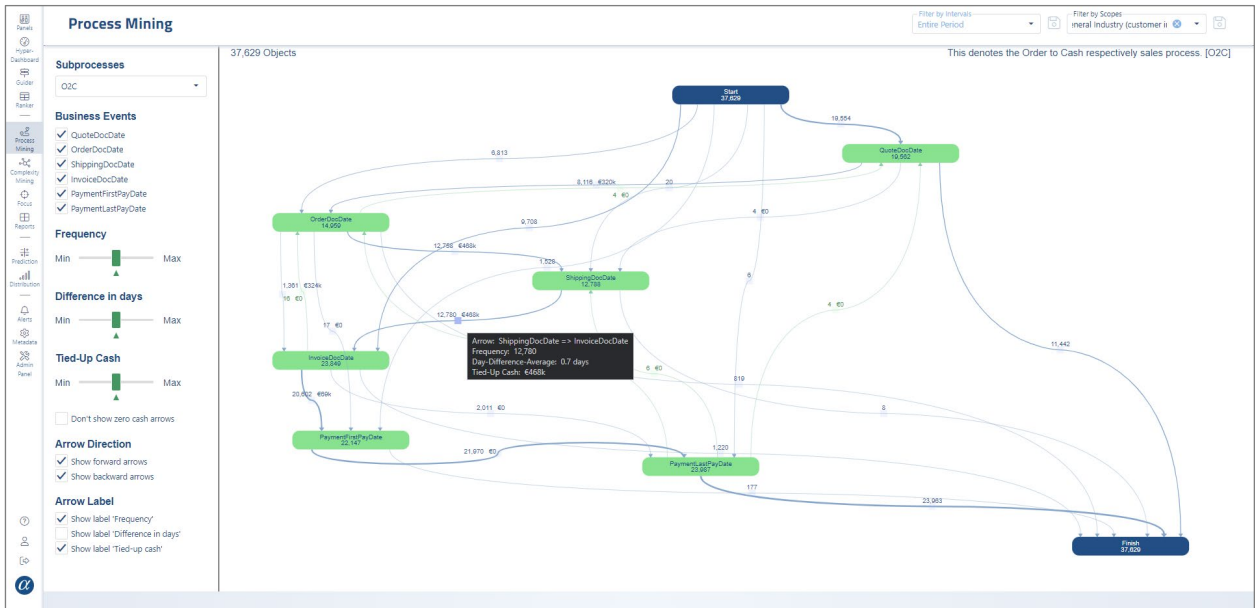 Panels
Hyper-
Dashboard
Guider
Ranker
Process
Mining
Complexity
Mining
Focus
Reports
Prediction
Distribution
Alerts
Metadata
Admin
Panel
α
Process Mining
Filter by Intervals
Entire Period
Filter by Scopes
neral Industry (customer i
Subprocesses
O2C
Business Events
QuoteDocDate
OrderDocDate
ShippingDocDate
InvoiceDocDate
PaymentFirstPayDate
PaymentLastPayDate
Frequency
Min Max
Difference in days
Min Max
Tied-Up Cash
Min Max
Don't show zero cash arrows
Arrow Direction
Show forward arrows
Show backward arrows
Arrow Label
Show label 'Frequency'
Show label 'Difference in days'
Show label 'Tied-up cash'
37,629 Objects
This denotes the Order to Cash respectively sales process. [O2C]
Start
37,629
19,554
QuoteDocDate
19,562
6,813
8,116 €320k
20
4 €0
4 €0
OrderDocDate
14,959
9,708
12,768 €468k
1,528
ShippingDocDate
12,788
6
1,361 €324k
16 €0
4 €0
12,780 €468k
17 €0
Arrow: ShippingDocDate => InvoiceDocDate
Frequency: 12,780
Day-Difference-Average: 0.7 days
Tied-Up Cash: €468k
11,442
InvoiceDocDate
23,849
6 €0
819
20,602 €69k
2,011 €0
8
PaymentFirstPayDate
22,147
21,970 €0
1,220
PaymentLastPayDate
23,987
177
23,963
Finish
37,629